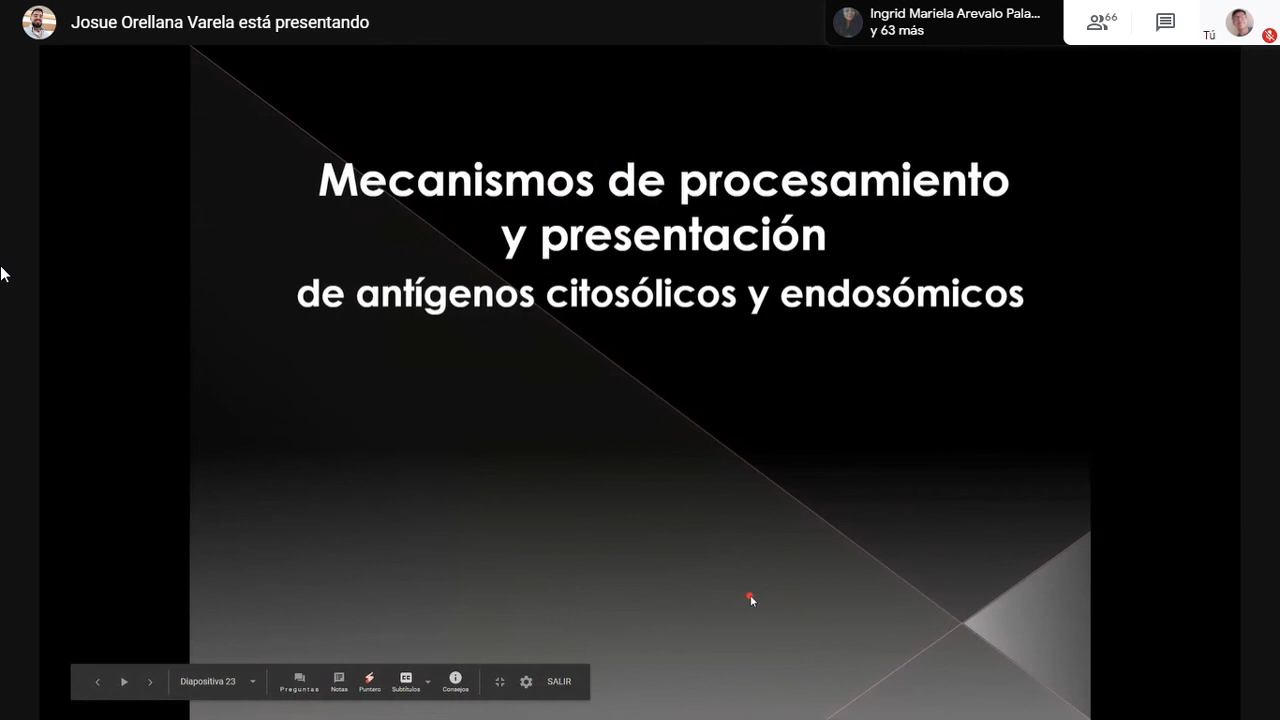 Josue Orellana Varela está presentando
Ingrid Mariela Arevalo Pala...
y 63 más
66
Tú
Mecanismos de procesamiento
y presentación
de antígenos citosólicos y endosómicos
Diapositiva 23
Preguntas
Notas
Puntero
CC
Subtítulos
Consejos
SALIR